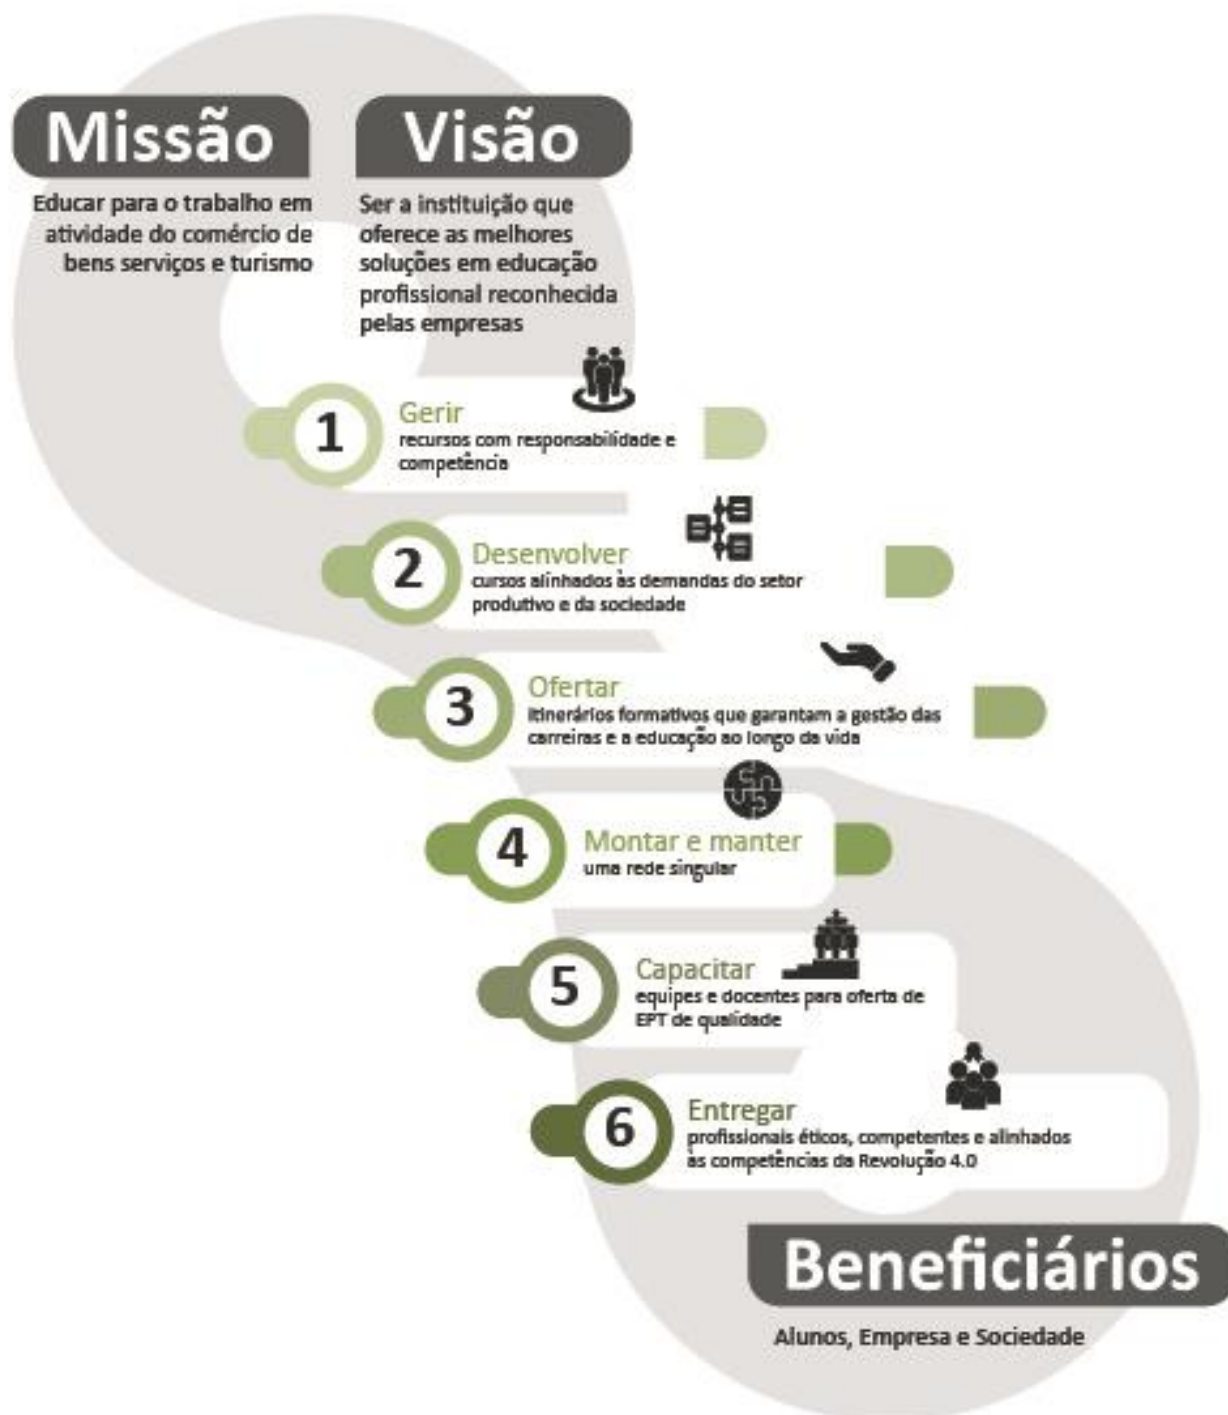 Missão
Educar para o trabalho em
atividade do comércio de
bens serviços e turismo
Visão
Ser a instituição que
oferece as melhores
soluções em educação
profissional reconhecida
pelas empresas
1
Gerir
recursos com responsabilidade e
competência
2
Desenvolver
cursos alinhados às demandas do setor
produtivo e da sociedade
3
Ofertar
itinerários formativos que garantam a gestão das
carreiras e a educação ao longo da vida
4
Montar e manter
uma rede singular
5
Capacitar
equipes e docentes para oferta de
EPT de qualidade
6
Entregar
profissionais éticos, competentes e alinhados
às competências da Revolução 4.0
Beneficiários
Alunos, Empresa e Sociedade